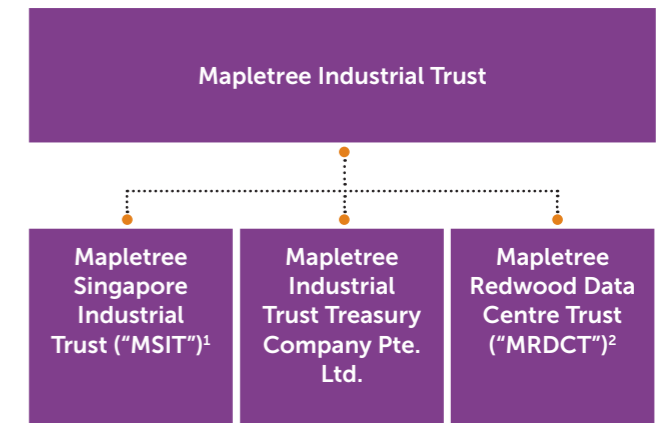 Mapletree Industrial Trust
Mapletree
Singapore
Industrial
Trust (“MSIT”)¹
Mapletree
Industrial
Trust Treasury
Company Pte.
Ltd.
Mapletree
Redwood Data
Centre Trust
(“MRDCT”)²